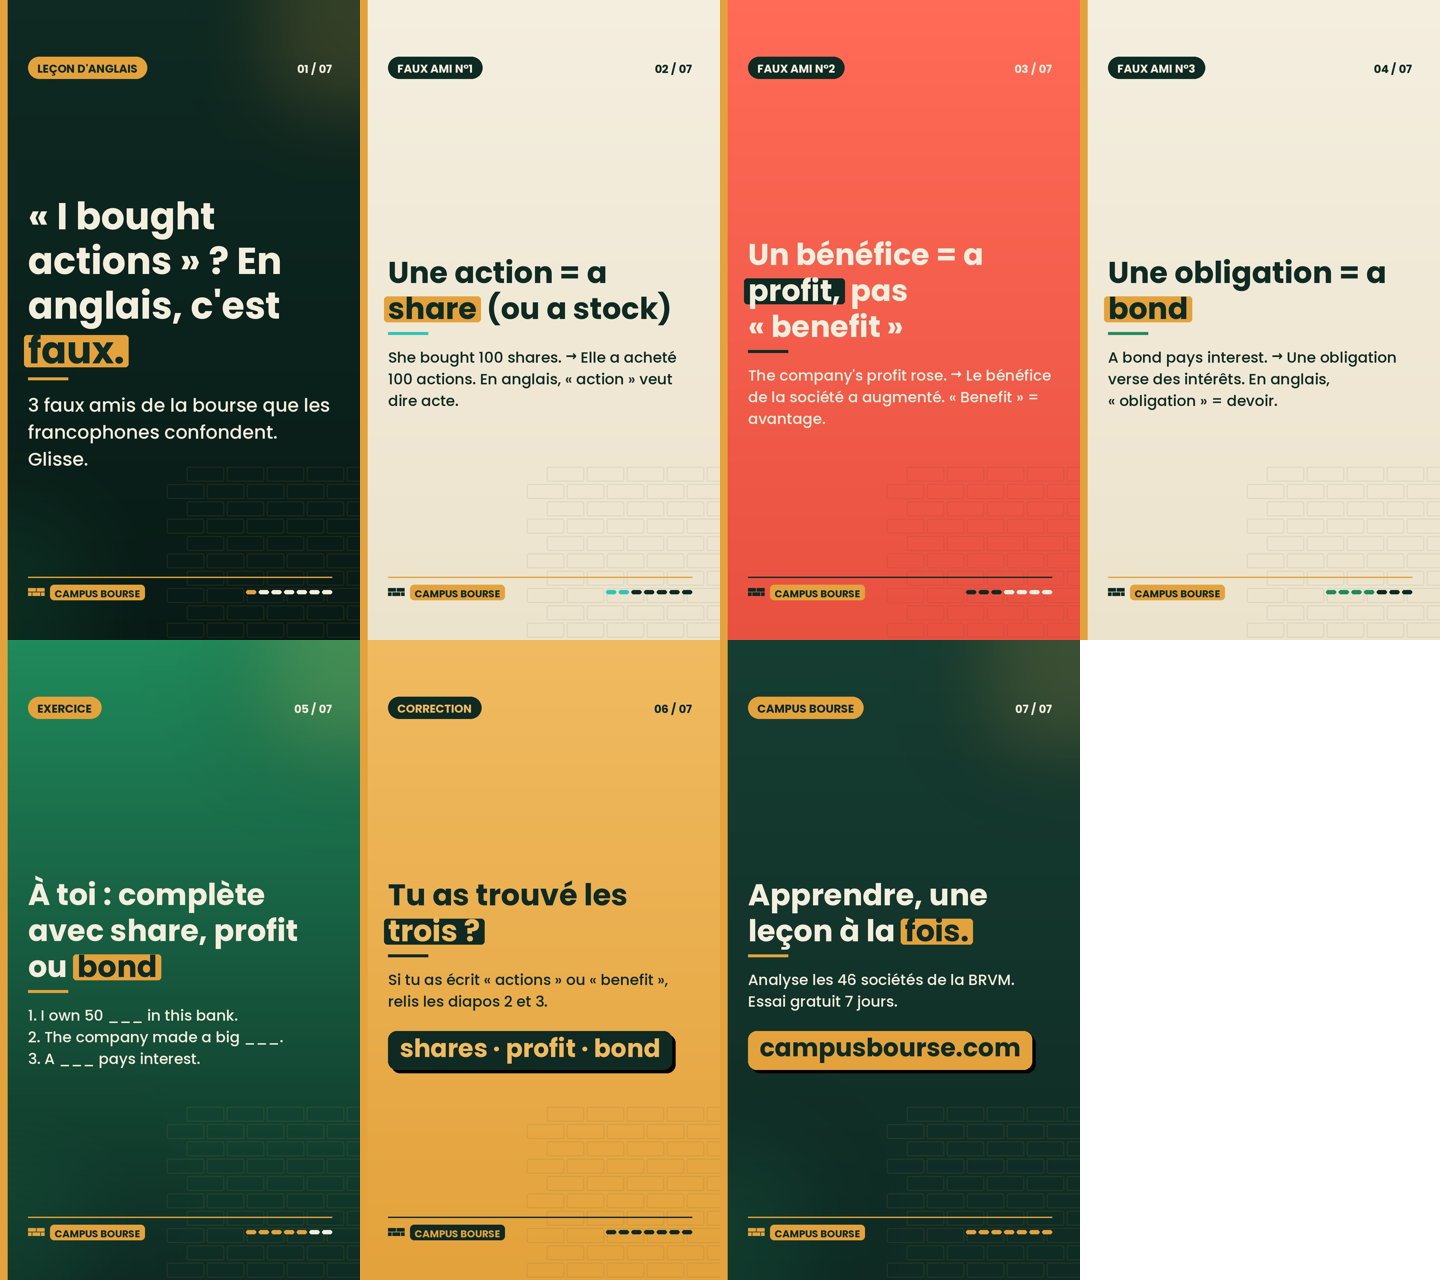 LEÇON D'ANGLAIS
01 / 07
« I bought
actions » ? En
anglais, c'est
faux.
3 faux amis de la bourse que les
francophones confondent.
Glisse.
CAMPUS BOURSE
FAUX AMI N°1
02 / 07
Une action = a
share (ou a stock)
She bought 100 shares. → Elle a acheté
100 actions. En anglais, « action » veut
dire acte.
CAMPUS BOURSE
FAUX AMI N°2
03 / 07
Un bénéfice = a
profit, pas
« benefit »
The company's profit rose. → Le bénéfice
de la société a augmenté. « Benefit » =
avantage.
CAMPUS BOURSE
FAUX AMI N°3
04 / 07
Une obligation = a
bond
A bond pays interest. → Une obligation
verse des intérêts. En anglais,
« obligation » = devoir.
CAMPUS BOURSE
EXERCICE
05 / 07
À toi : complète
avec share, profit
ou bond
1. I own 50 _ _ _ in this bank.
2. The company made a big _ _ _.
3. A _ _ _ pays interest.
CAMPUS BOURSE
CORRECTION
06 / 07
Tu as trouvé les
trois ?
Si tu as écrit « actions » ou « benefit »,
relis les diapos 2 et 3.
shares · profit · bond
CAMPUS BOURSE
CAMPUS BOURSE
07 / 07
Apprendre, une
leçon à la fois.
Analyse les 46 sociétés de la BRVM.
Essai gratuit 7 jours.
campusbourse.com
CAMPUS BOURSE